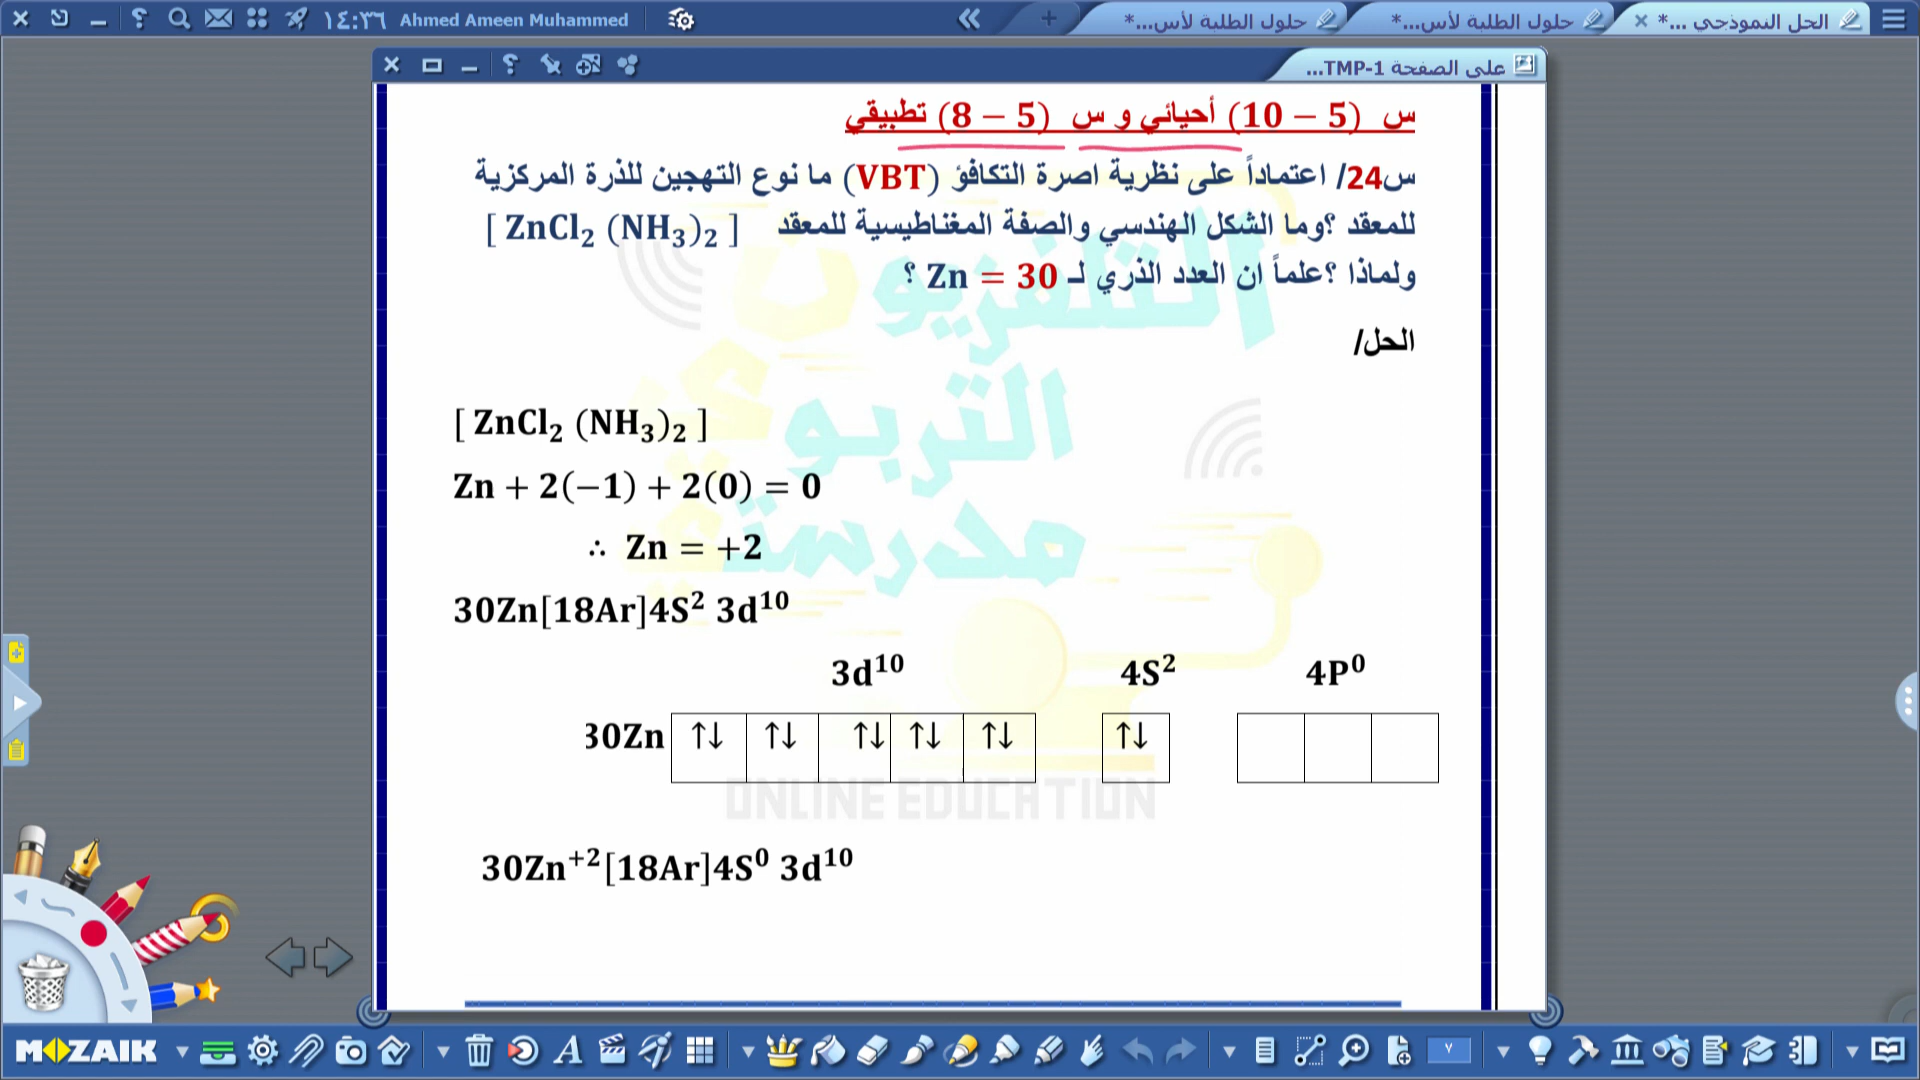 ١٤:٣٦ Ahmed Ameen Muhammed
حلول الطلبة لأس...*
حلول الطلبة لأس...*
الحل النموذجي ...*
على الصفحة TMP-1...
س (5 – 10) أحيائي و س (5 – 8) تطبيقي
س24/ اعتماداً على نظرية اصرة التكافؤ (VBT) ما نوع التهجين للذرة المركزية
للمعقد ؟وما الشكل الهندسي والصفة المغناطيسية للمعقد [ ZnCl₂ (NH₃)₂ ]
ولماذا ؟علماً ان العدد الذري لـ Zn = 30 ؟
الحل/
[ ZnCl₂ (NH₃)₂ ]
Zn + 2(−1) + 2(0) = 0
∴ Zn = +2
30Zn[18Ar]4S² 3d¹⁰
3d¹⁰ 4S² 4P⁰
30Zn ↑↓ ↑↓ ↑↓ ↑↓ ↑↓ ↑↓
30Zn⁺²[18Ar]4S⁰ 3d¹⁰
التلفزيون
التربوي
مدرستي
ONLINE EDUCATION
MOZAIK
٧